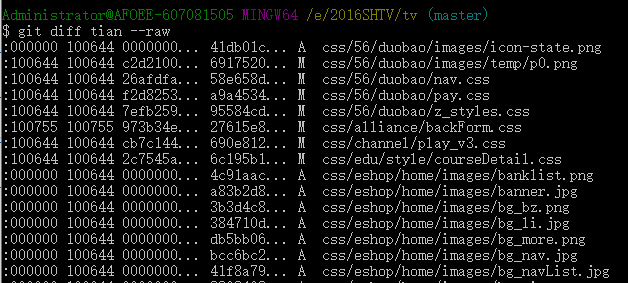 Administrator@AFOEE-607081505 MINGW64 /e/2016SHTV/tv (master)
$ git diff tian --raw
:000000 100644 0000000... 41db01c... A  css/56/duobao/images/icon-state.png
:100644 100644 c2d2100... 6917520... M  css/56/duobao/images/temp/p0.png
:100644 100644 26afdfa... 58e658d... M  css/56/duobao/nav.css
:100644 100644 f2d8253... a9a4534... M  css/56/duobao/pay.css
:100644 100644 7efb259... 95584cd... M  css/56/duobao/z_styles.css
:100755 100755 973b34e... 27615e8... M  css/alliance/backForm.css
:100644 100644 cb7c144... 690e812... M  css/channel/play_v3.css
:100644 100644 2c7545a... 6c195b1... M  css/edu/style/courseDetail.css
:000000 100644 0000000... 4c91aac... A  css/eshop/home/images/banklist.png
:000000 100644 0000000... a83b2d8... A  css/eshop/home/images/banner.jpg
:000000 100644 0000000... 3b3d4c8... A  css/eshop/home/images/bg_bz.png
:000000 100644 0000000... 384710d... A  css/eshop/home/images/bg_li.jpg
:000000 100644 0000000... db5bb06... A  css/eshop/home/images/bg_more.png
:000000 100644 0000000... bcc6bc2... A  css/eshop/home/images/bg_nav.jpg
:000000 100644 0000000... 41f8a79... A  css/eshop/home/images/bg_navList.jpg